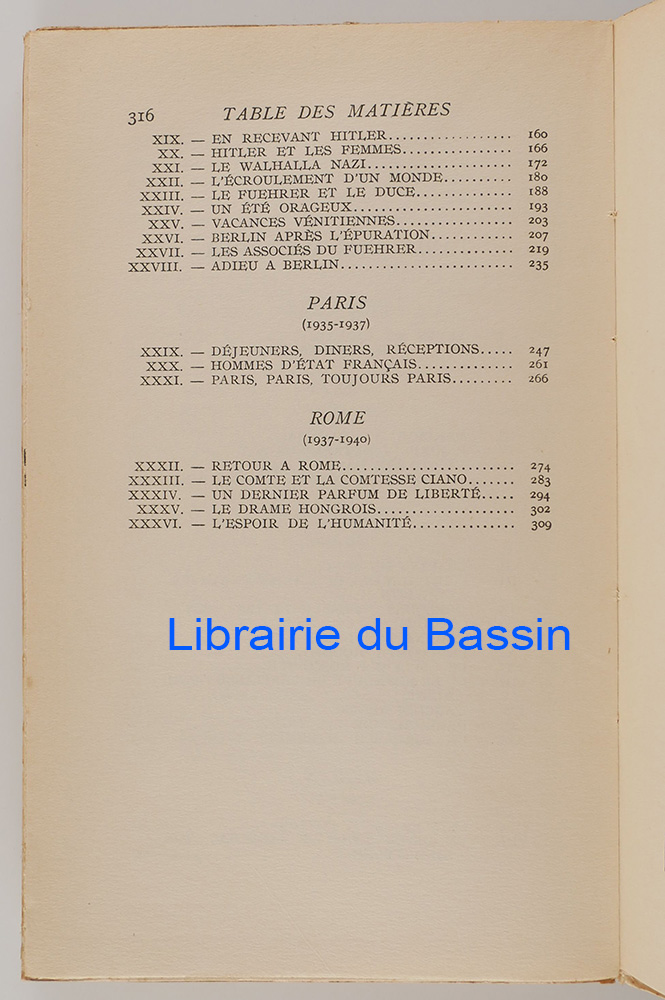 316 TABLE DES MATIÈRES
XIX. — EN RECEVANT HITLER.................. 160
XX. — HITLER ET LES FEMMES................ 166
XXI. — LE WALHALLA NAZI..................... 172
XXII. — L'ÉCROULEMENT D'UN MONDE.......... 180
XXIII. — LE FUEHRER ET LE DUCE.............. 188
XXIV. — UN ÉTÉ ORAGEUX....................... 193
XXV. — VACANCES VÉNITIENNES................. 203
XXVI. — BERLIN APRÈS L'ÉPURATION............ 207
XXVII. — LES ASSOCIÉS DU FUEHRER.............. 219
XXVIII. — ADIEU A BERLIN......................... 235
PARIS
(1935-1937)
XXIX. — DÉJEUNERS, DINERS, RÉCEPTIONS..... 247
XXX. — HOMMES D'ÉTAT FRANÇAIS.............. 261
XXXI. — PARIS, PARIS, TOUJOURS PARIS......... 266
ROME
(1937-1940)
XXXII. — RETOUR A ROME......................... 274
XXXIII. — LE COMTE ET LA COMTESSE CIANO....... 283
XXXIV. — UN DERNIER PARFUM DE LIBERTÉ..... 294
XXXV. — LE DRAME HONGROIS.................... 302
XXXVI. — L'ESPOIR DE L'HUMANITÉ............... 309
Librairie du Bassin